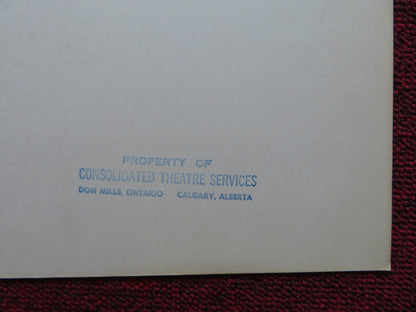 PROPERTY OF
CONSOLIDATED THEATRE SERVICES
DON MILLS, ONTARIO CALGARY, ALBERTA